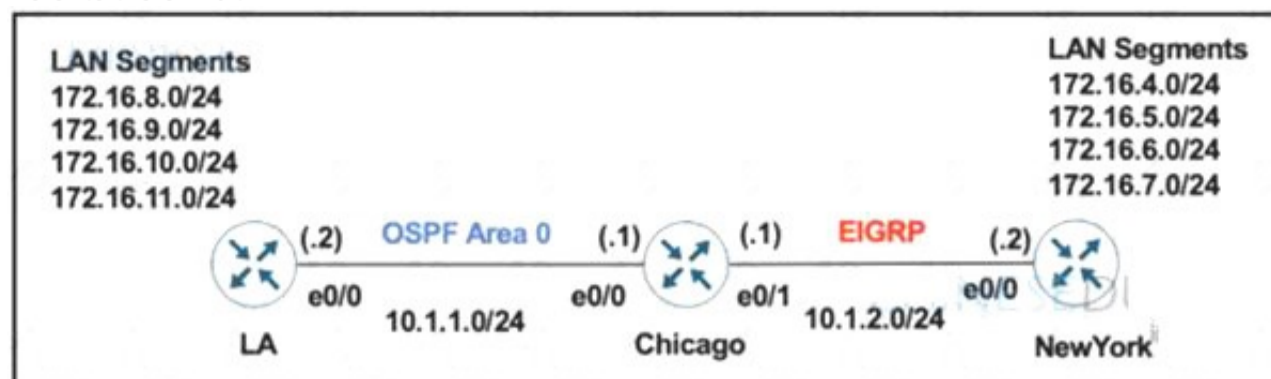 LAN Segments
172.16.8.0/24
172.16.9.0/24
172.16.10.0/24
172.16.11.0/24
LAN Segments
172.16.4.0/24
172.16.5.0/24
172.16.6.0/24
172.16.7.0/24
(.2) OSPF Area 0 (.1) (.1) EIGRP (.2)
e0/0 e0/0 e0/1 e0/0
10.1.1.0/24 10.1.2.0/24
LA Chicago NewYork